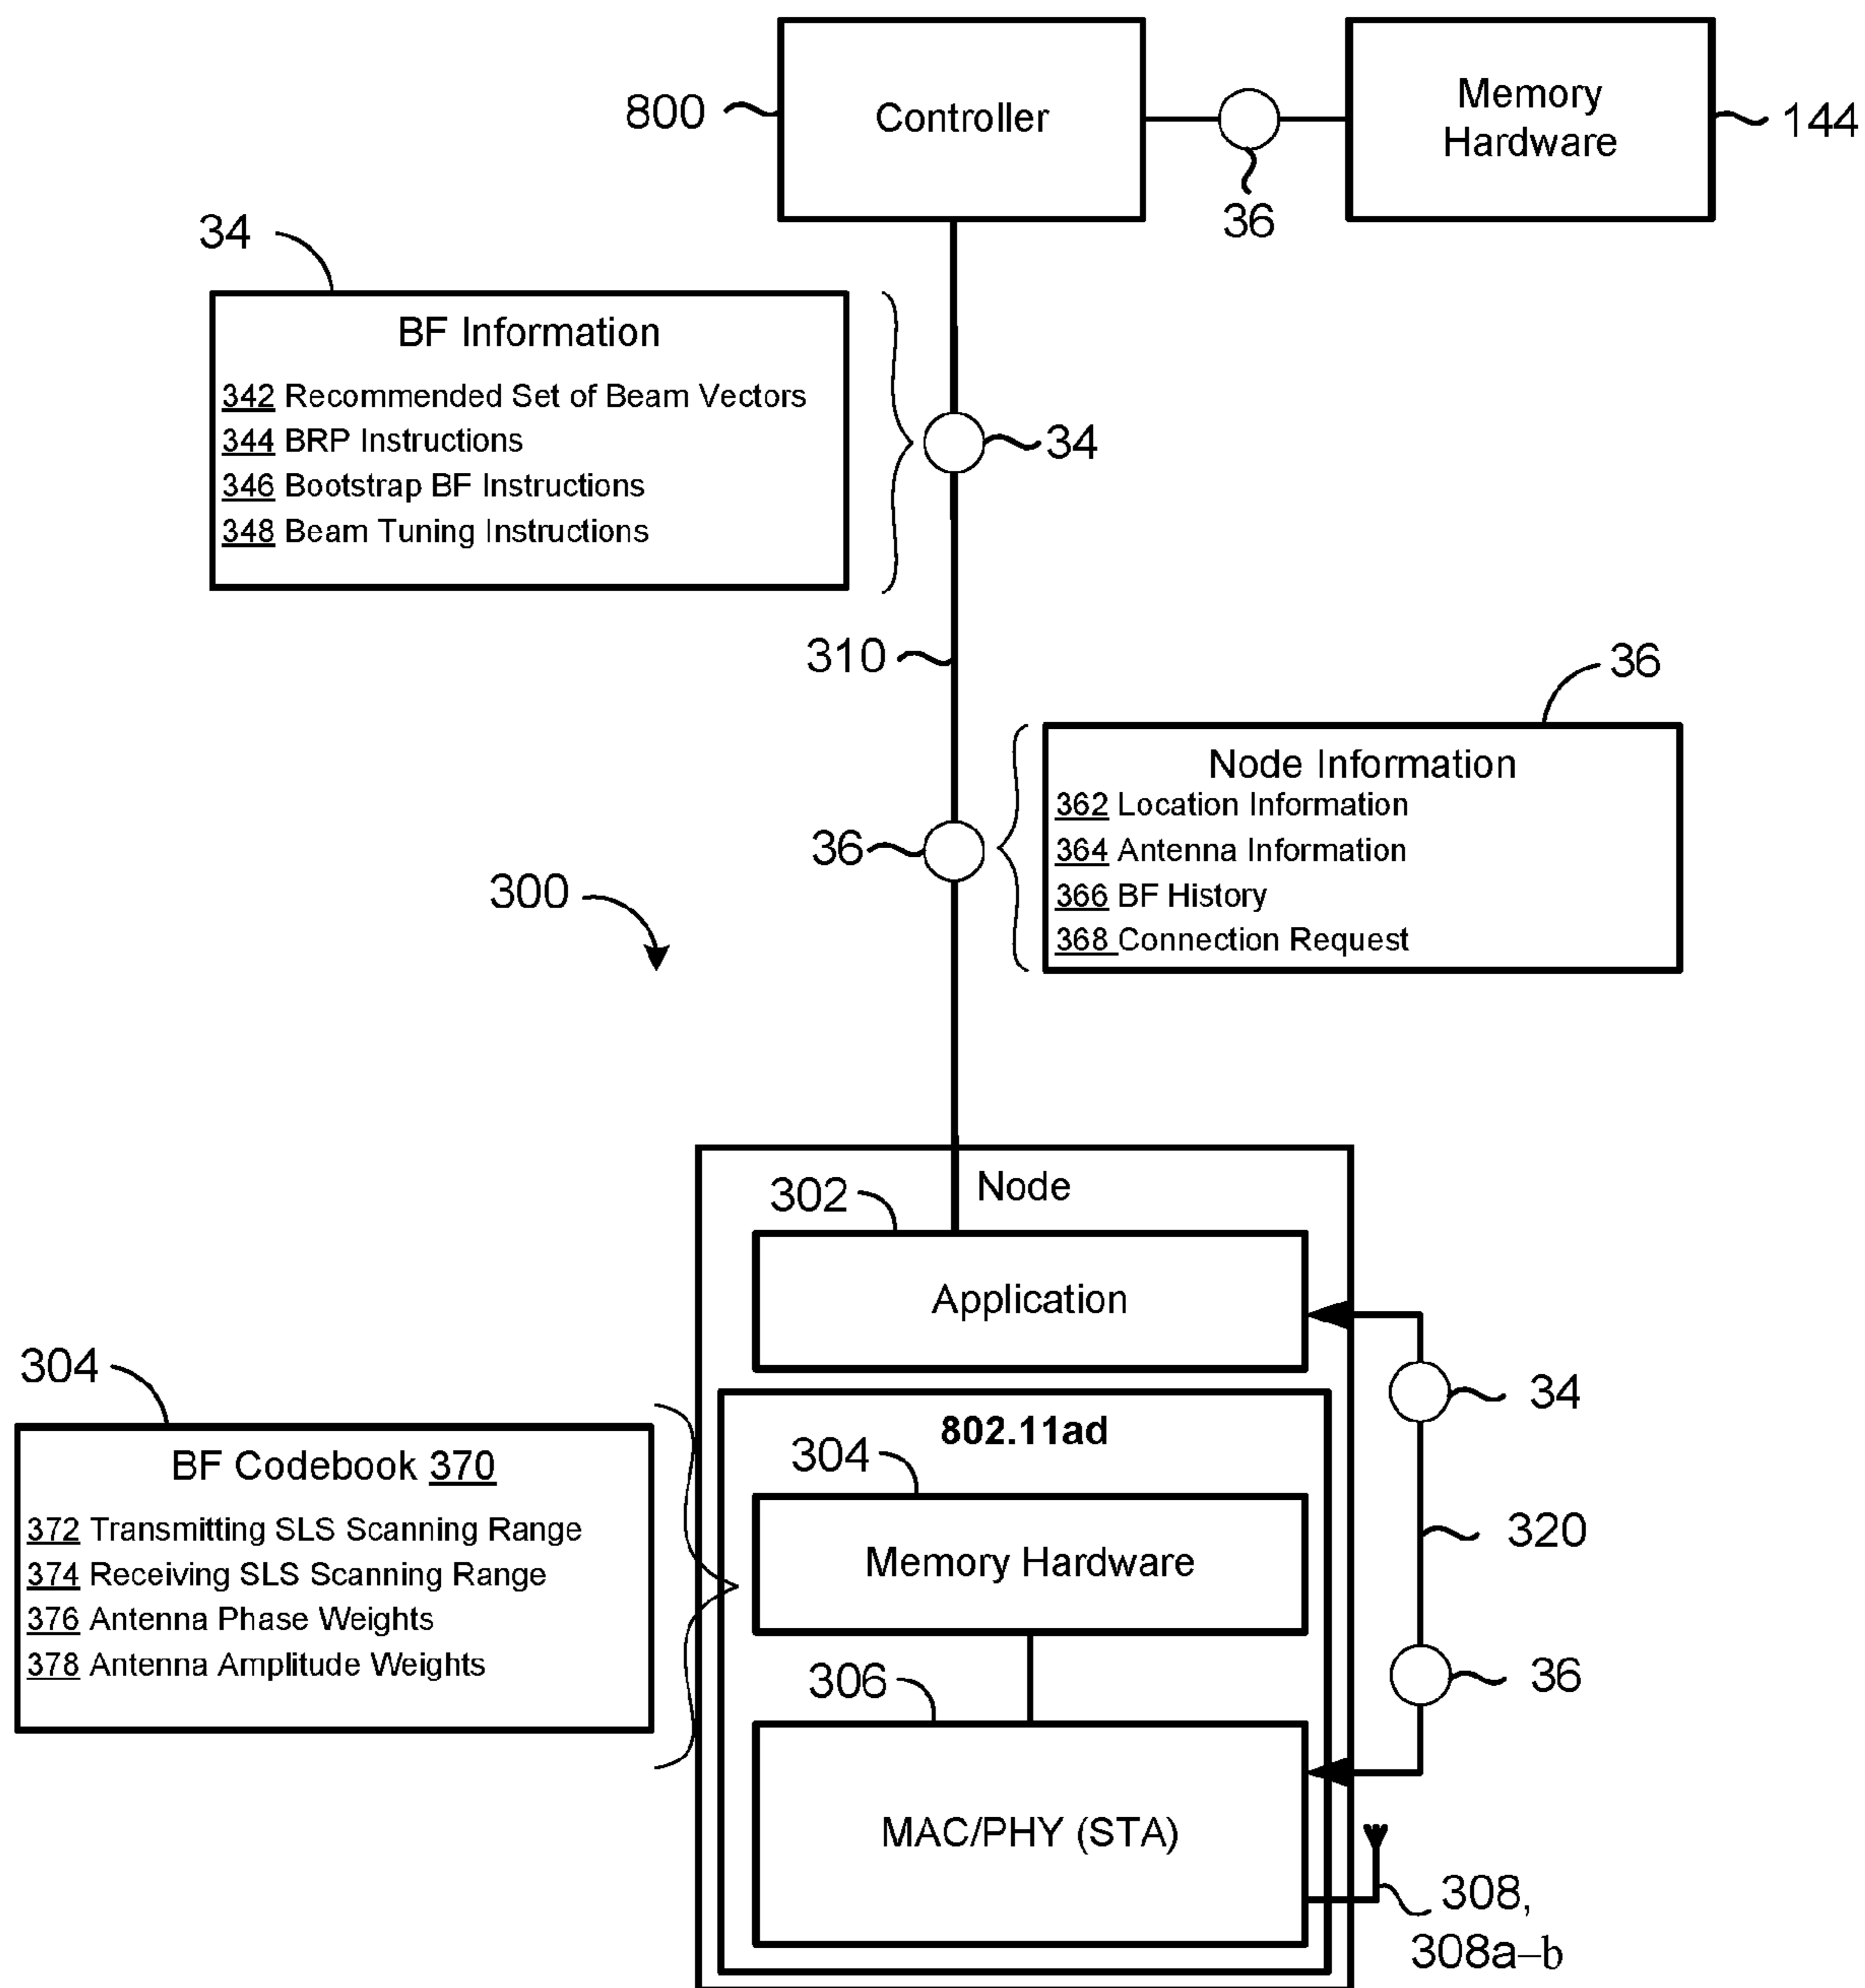 800
Controller
Memory
Hardware
144
36
34
BF Information
342 Recommended Set of Beam Vectors
344 BRP Instructions
346 Bootstrap BF Instructions
348 Beam Tuning Instructions
34
310
36
Node Information
362 Location Information
364 Antenna Information
366 BF History
368 Connection Request
36
300
Node
302
Application
304
BF Codebook 370
372 Transmitting SLS Scanning Range
374 Receiving SLS Scanning Range
376 Antenna Phase Weights
378 Antenna Amplitude Weights
802.11ad
304
Memory Hardware
306
MAC/PHY (STA)
34
320
36
308,
308a–b